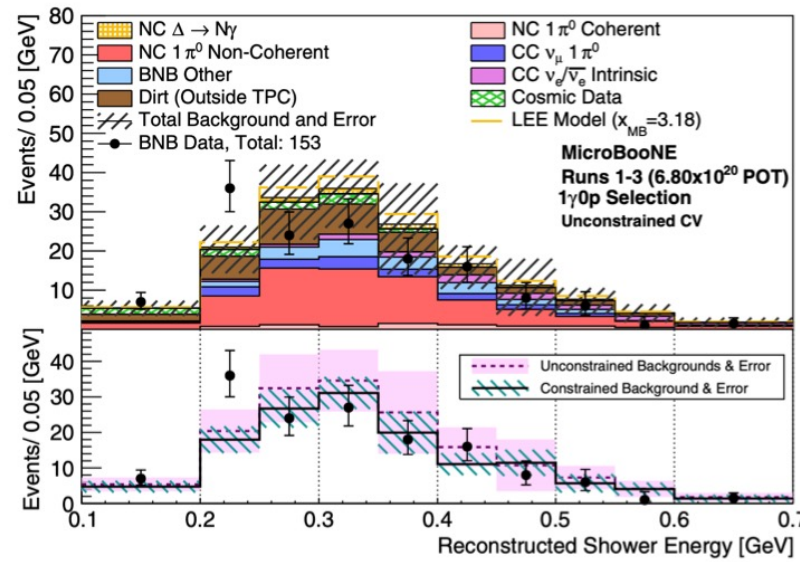 80
70
60
50
40
30
20
10
Events/ 0.05 [GeV]
NC Δ → Nγ
NC 1π⁰ Non-Coherent
BNB Other
Dirt (Outside TPC)
Total Background and Error
BNB Data, Total: 153
NC 1π⁰ Coherent
CC ν_μ 1π⁰
CC ν_e/ν̅_e Intrinsic
Cosmic Data
LEE Model (x_MB=3.18)
MicroBooNE
Runs 1-3 (6.80x10²⁰ POT)
1γ0p Selection
Unconstrained CV
40
30
20
10
0
Events/ 0.05 [GeV]
Unconstrained Backgrounds & Error
Constrained Background & Error
0.1 0.2 0.3 0.4 0.5 0.6
Reconstructed Shower Energy [GeV]